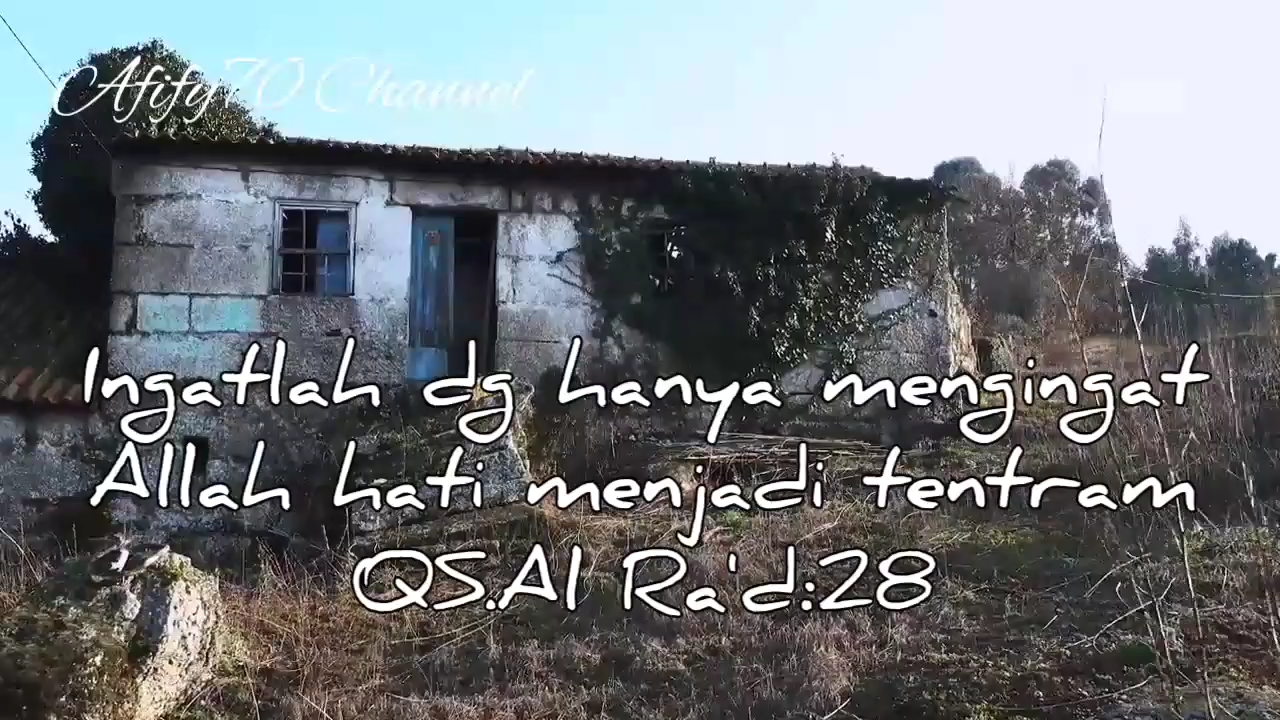 Afify70 Channel
Ingatlah dg hanya mengingat
Allah hati menjadi tentram
QS.Al Ra'd:28